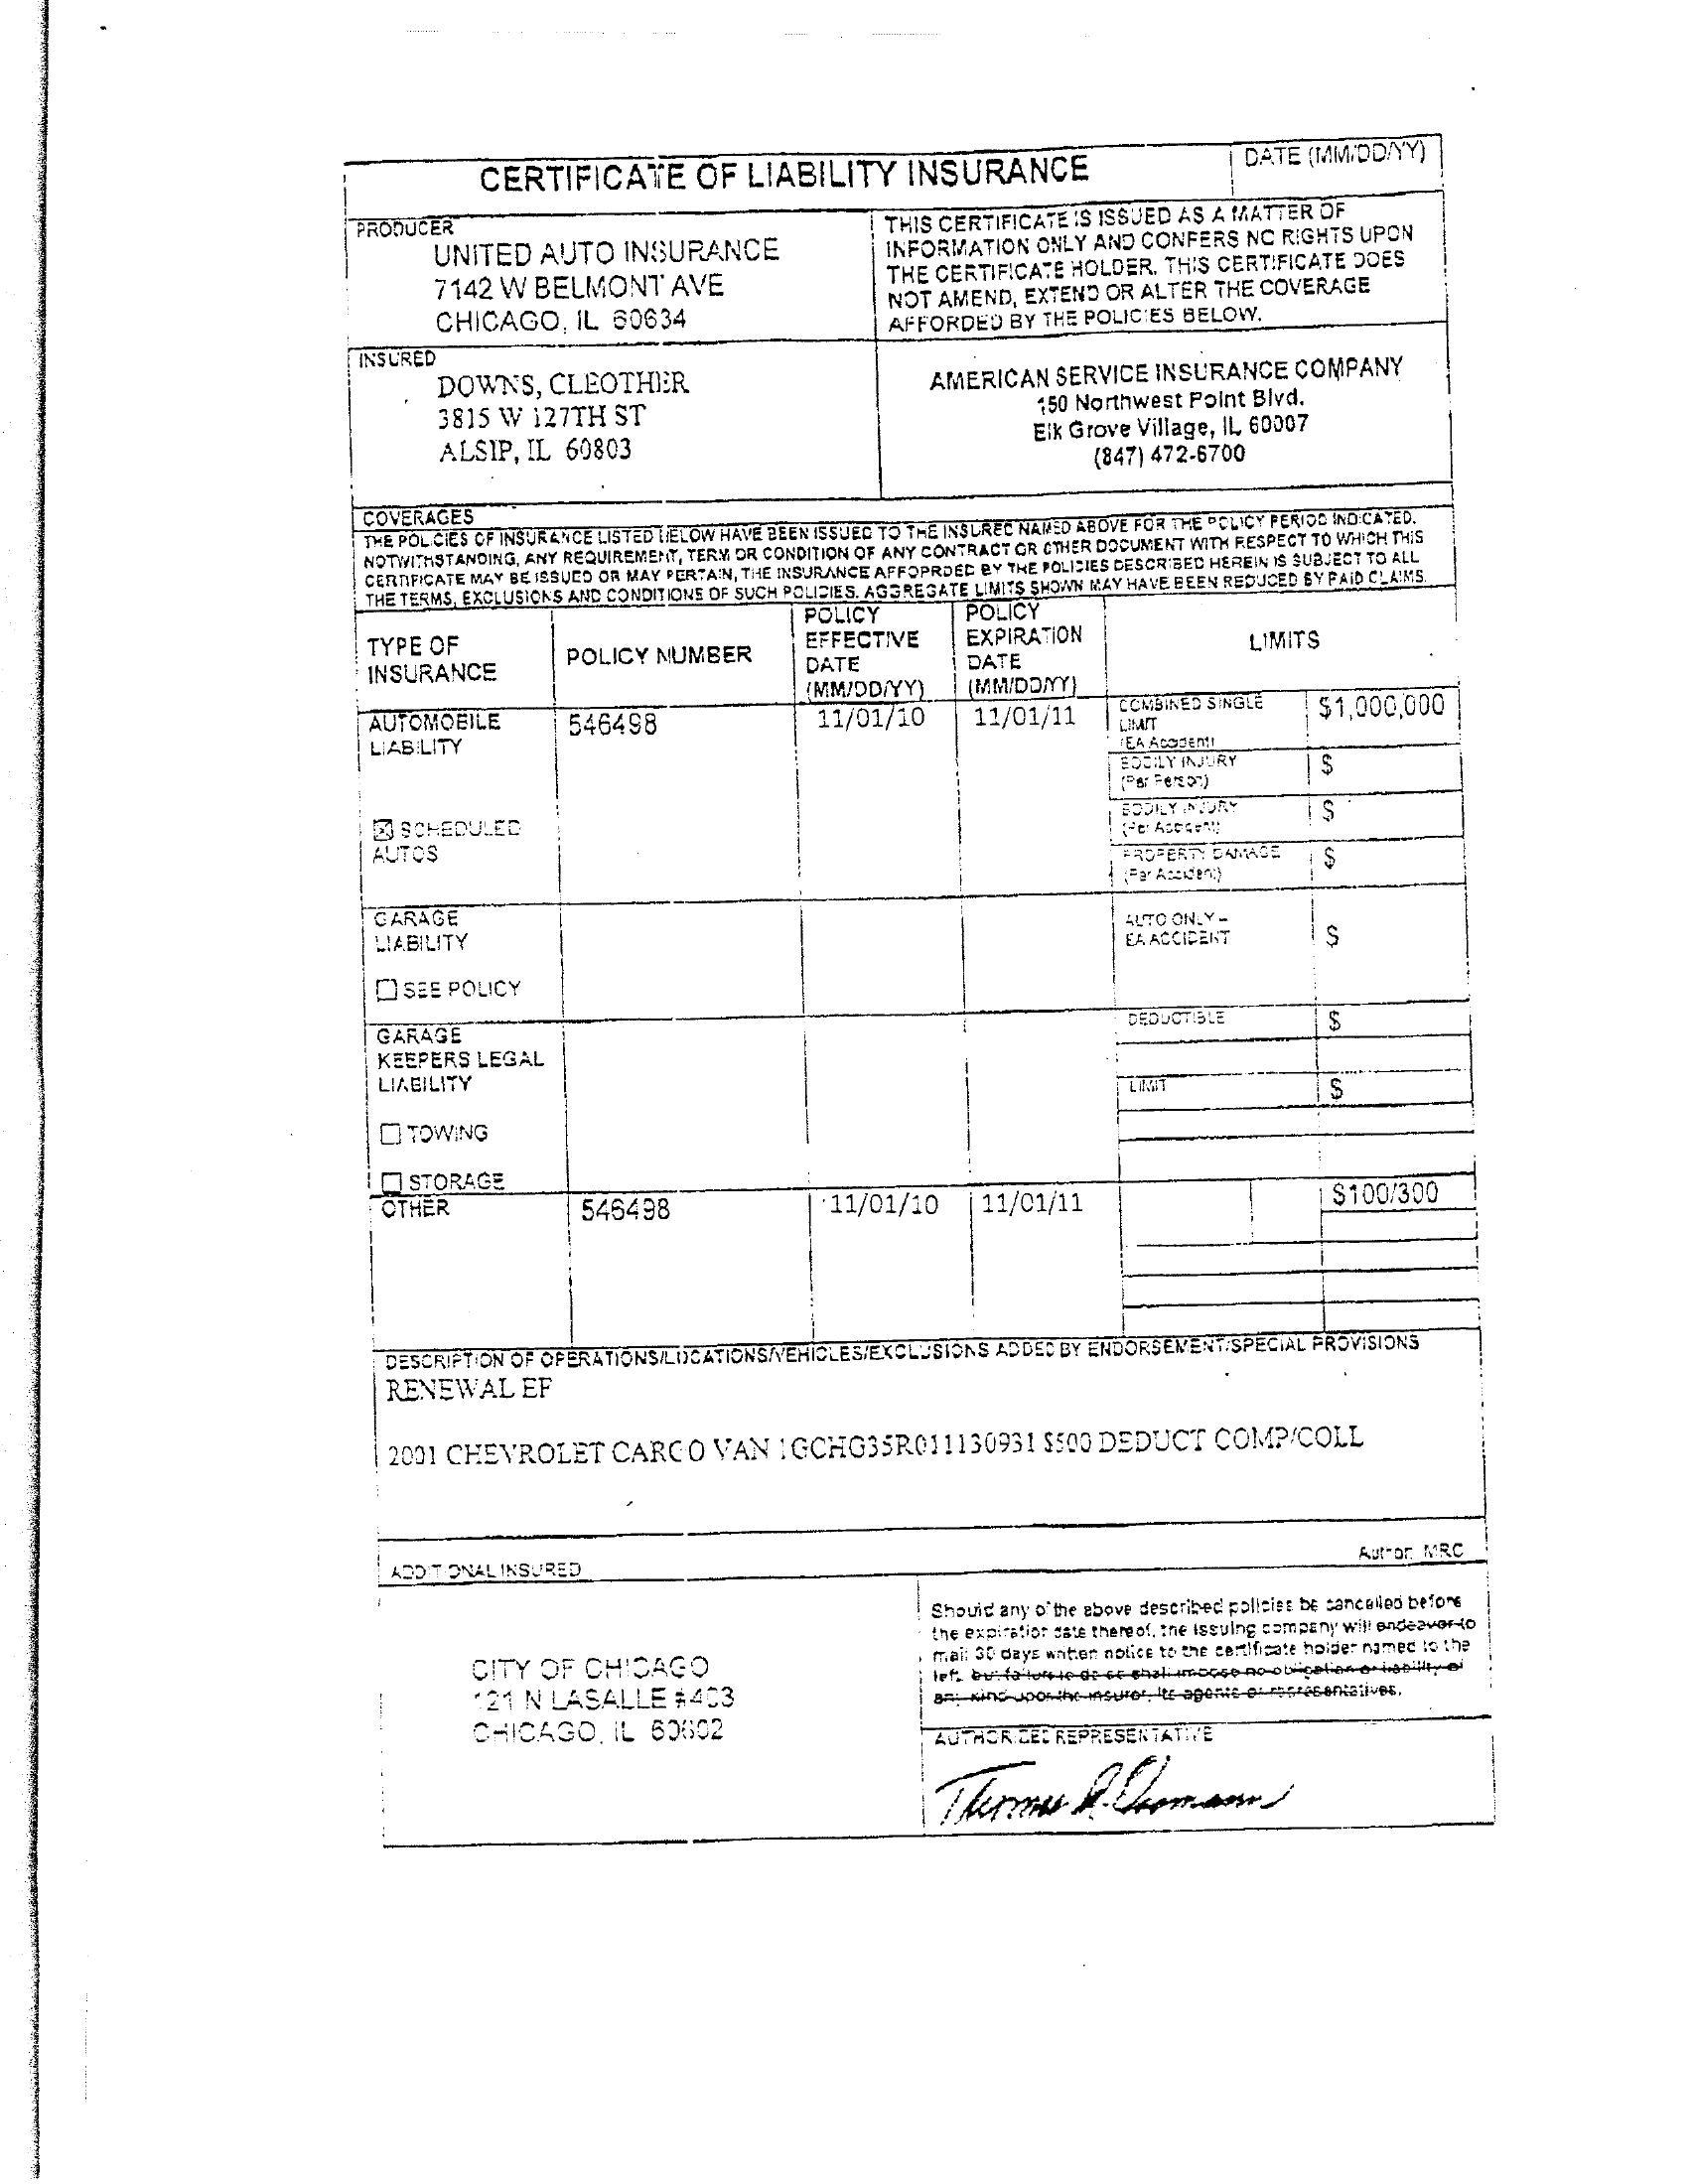 CERTIFICATE OF LIABILITY INSURANCE
DATE (MM/DD/YY)
PRODUCER
UNITED AUTO INSURANCE
7142 W BELMONT AVE
CHICAGO, IL 60634
THIS CERTIFICATE IS ISSUED AS A MATTER OF
INFORMATION ONLY AND CONFERS NO RIGHTS UPON
THE CERTIFICATE HOLDER. THIS CERTIFICATE DOES
NOT AMEND, EXTEND OR ALTER THE COVERAGE
AFFORDED BY THE POLICIES BELOW.
INSURED
DOWNS, CLEOTHER
3815 W 127TH ST
ALSIP, IL 60803
AMERICAN SERVICE INSURANCE COMPANY
150 Northwest Point Blvd.
Elk Grove Village, IL 60007
(847) 472-6700
COVERAGES
THE POLICIES OF INSURANCE LISTED BELOW HAVE BEEN ISSUED TO THE INSURED NAMED ABOVE FOR THE POLICY PERIOD INDICATED.
NOTWITHSTANDING, ANY REQUIREMENT, TERM OR CONDITION OF ANY CONTRACT OR OTHER DOCUMENT WITH RESPECT TO WHICH THIS
CERTIFICATE MAY BE ISSUED OR MAY PERTAIN, THE INSURANCE AFFOPRDED BY THE POLICIES DESCRIBED HEREIN IS SUBJECT TO ALL
THE TERMS, EXCLUSIONS AND CONDITIONS OF SUCH POLICIES. AGGREGATE LIMITS SHOWN MAY HAVE BEEN REDUCED BY PAID CLAIMS.
TYPE OF
INSURANCE
POLICY NUMBER
POLICY
EFFECTIVE
DATE
(MM/DD/YY)
POLICY
EXPIRATION
DATE
(MM/DD/YY)
LIMITS
AUTOMOBILE
LIABILITY
546498
11/01/10
11/01/11
COMBINED SINGLE
LIMIT
(EA Accident)
$1,000,000
BODILY INJURY
(Per Person)
$
BODILY INJURY
(Per Accident)
$
☒ SCHEDULED
AUTOS
PROPERTY DAMAGE
(Per Accident)
$
GARAGE
LIABILITY
AUTO ONLY –
EA ACCIDENT
$
☐ SEE POLICY
GARAGE
KEEPERS LEGAL
LIABILITY
DEDUCTIBLE
$
LIMIT
$
☐ TOWING
☐ STORAGE
OTHER
546498
11/01/10
11/01/11
$100/300
DESCRIPTION OF OPERATIONS/LOCATIONS/VEHICLES/EXCLUSIONS ADDED BY ENDORSEMENT/SPECIAL PROVISIONS
RENEWAL EF
2001 CHEVROLET CARGO VAN 1GCHG35R011130931 $500 DEDUCT COMP/COLL
ADDITIONAL INSURED
Author: MRC
CITY OF CHICAGO
121 N LASALLE #403
CHICAGO, IL 60602
Should any of the above described policies be cancelled before
the expiration date thereof, the issuing company will endeavor to
mail 30 days written notice to the certificate holder named to the
left, but failure to do so shall impose no obligation or liability of
any kind upon the insurer, its agents or representatives.
AUTHORIZED REPRESENTATIVE